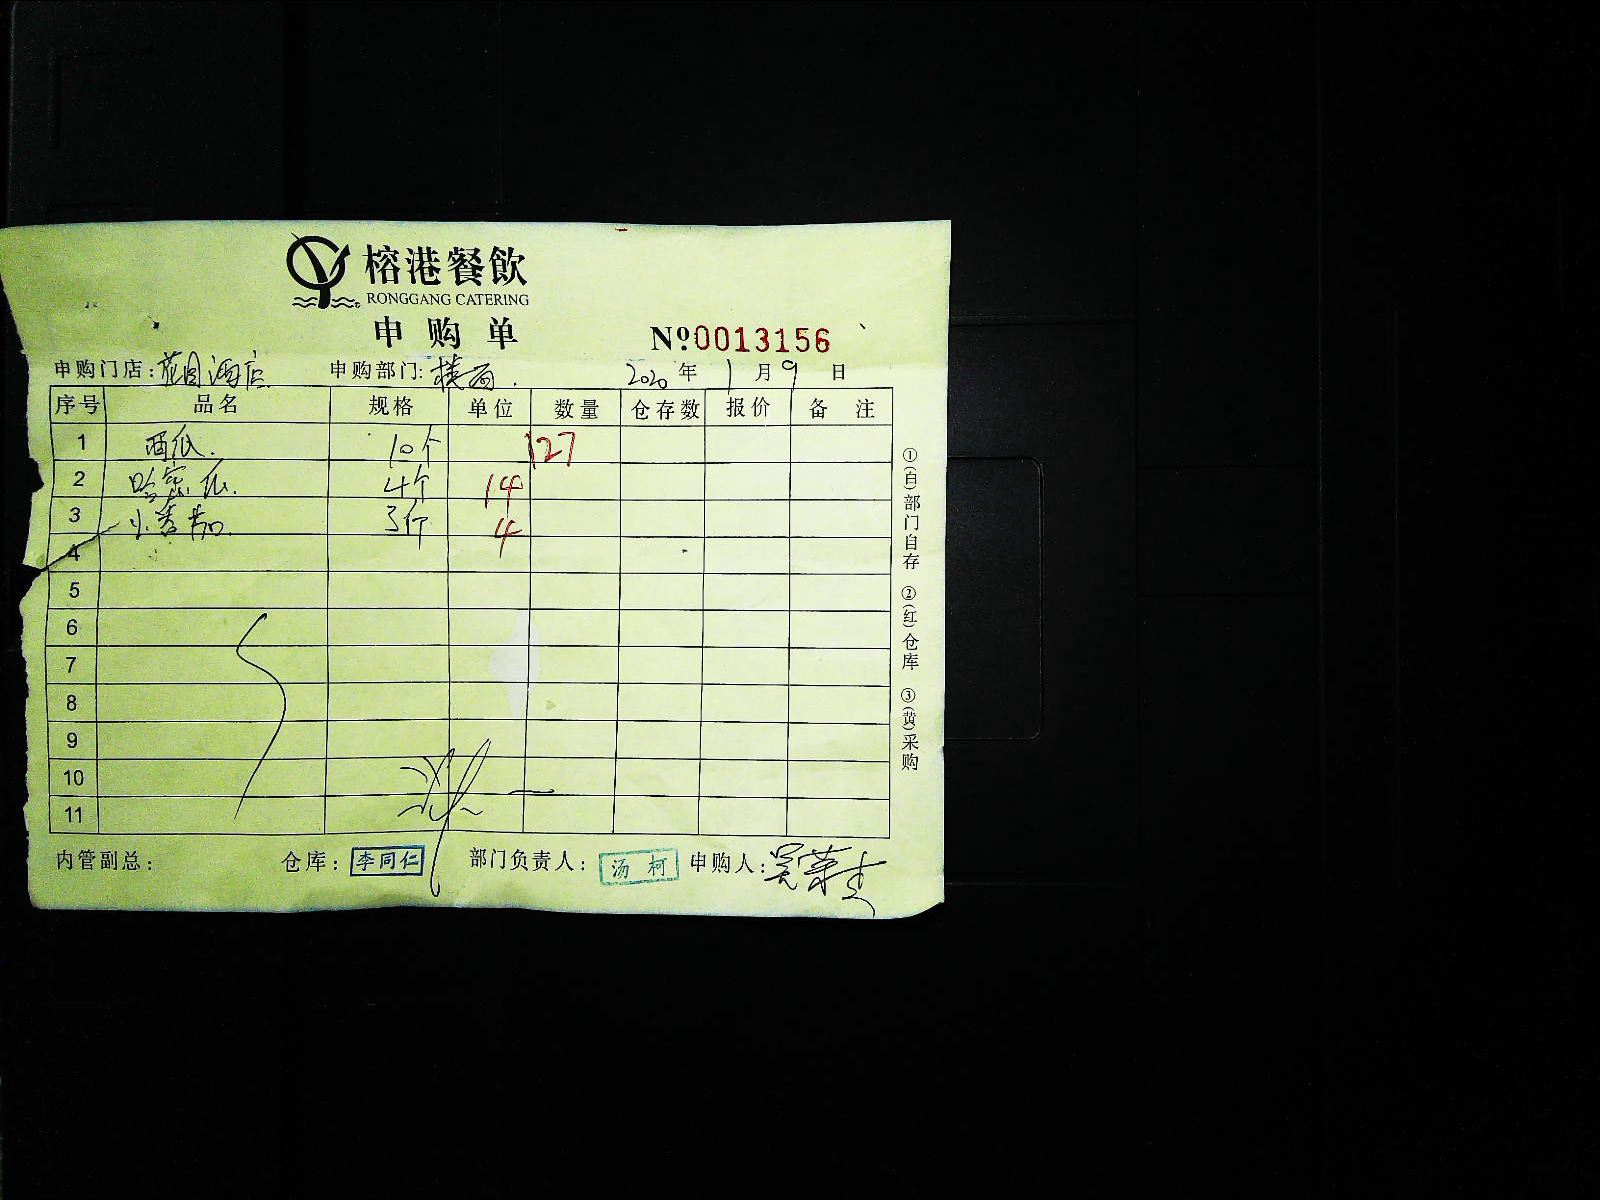 榕港餐飲
RONGGANG CATERING
申购单
№0013156
申购门店:花园酒店 申购部门:楼面. 2020年1月9日
序号 品名 规格 单位 数量 仓存数 报价 备注
1 西瓜. 10个 127
2 哈密瓜. 4个 14
3 小青柑. 3斤 4
4
5
6
7
8
9
10
11
内管副总: 仓库:李同仁 部门负责人:汤柯 申购人:吴荣
①(白)部门自存 ②(红)仓库 ③(黄)采购